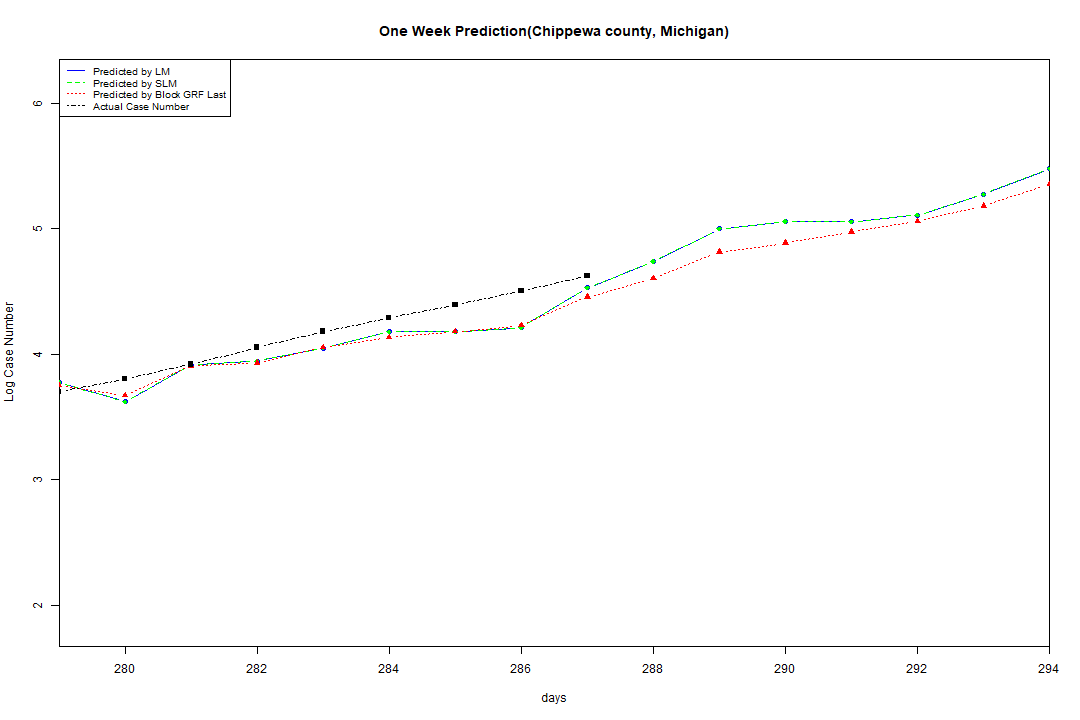 One Week Prediction(Chippewa county, Michigan)
Predicted by LM
Predicted by SLM
Predicted by Block GRF Last
Actual Case Number
6
5
4
3
2
Log Case Number
280 282 284 286 288 290 292 294
days